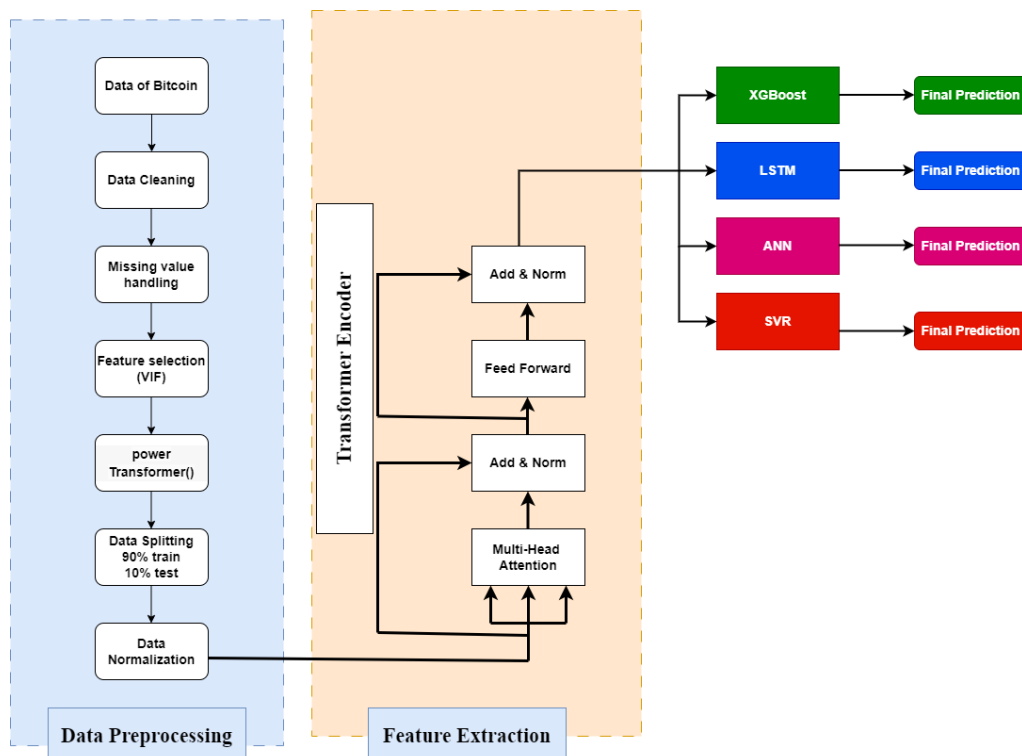 Data of Bitcoin
Data Cleaning
Missing value
handling
Feature selection
(VIF)
power
Transformer()
Data Splitting
90% train
10% test
Data
Normalization
Data Preprocessing
Transformer Encoder
Add & Norm
Feed Forward
Add & Norm
Multi-Head
Attention
Feature Extraction
XGBoost
Final Prediction
LSTM
Final Prediction
ANN
Final Prediction
SVR
Final Prediction